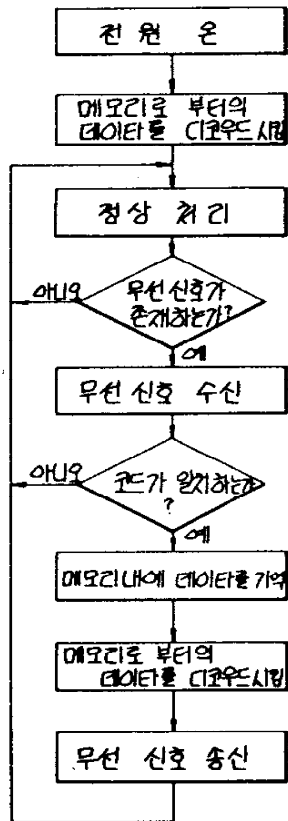 전원 온
메모리로 부터의
데이타를 디코우드시킴
정상 처리
무선 신호가
존재하는가?
아니오
예
무선 신호 수신
코드가 일치하는가
?
아니오
예
메모리내에 데이타를 기억
메모리로 부터의
데이타를 디코우드시킴
무선 신호 송신